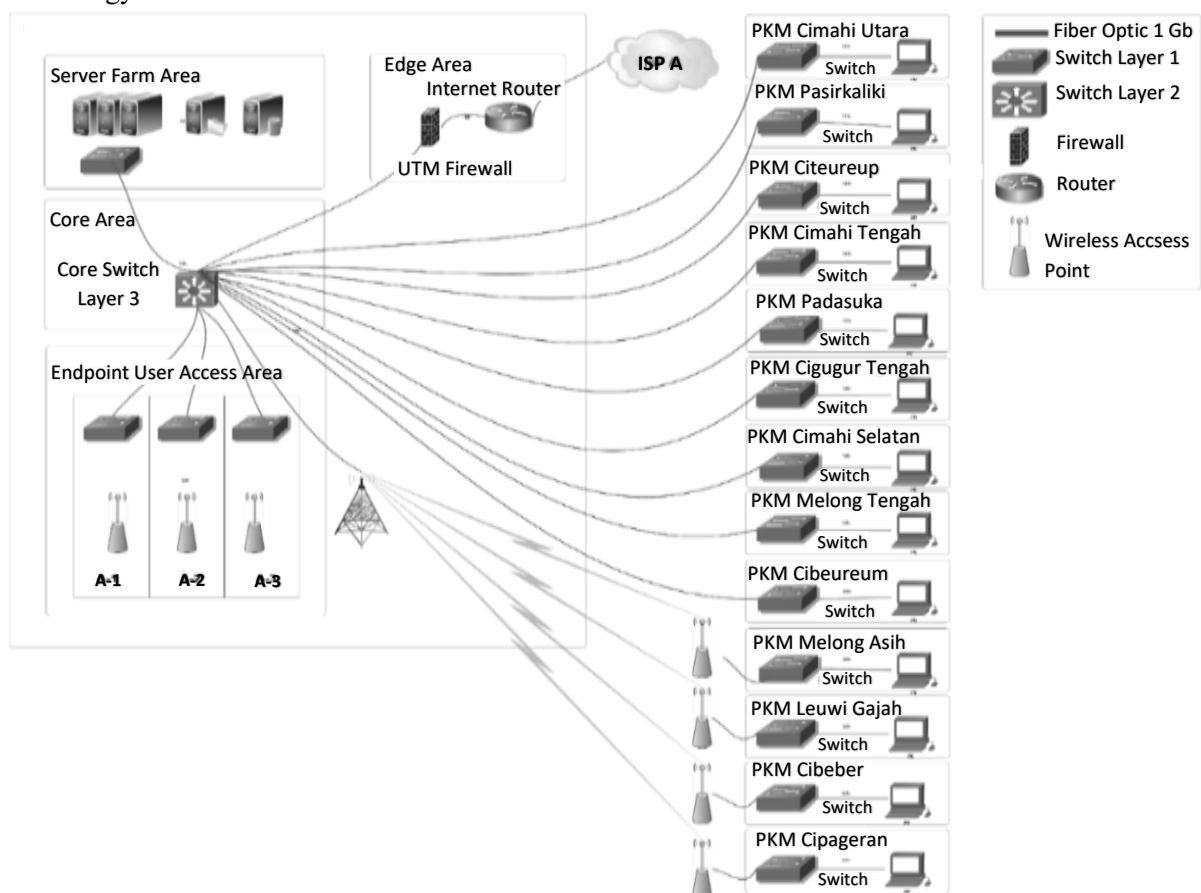 Server Farm Area
Edge Area
Internet Router
UTM Firewall
ISP A
Core Area
Core Switch
Layer 3
Endpoint User Access Area
A-1
A-2
A-3
PKM Cimahi Utara
Switch
PKM Pasirkaliki
Switch
PKM Citeureup
Switch
PKM Cimahi Tengah
Switch
PKM Padasuka
Switch
PKM Cigugur Tengah
Switch
PKM Cimahi Selatan
Switch
PKM Melong Tengah
Switch
PKM Cibeureum
Switch
PKM Melong Asih
Switch
PKM Leuwi Gajah
Switch
PKM Cibeber
Switch
PKM Cipageran
Switch
Fiber Optic 1 Gb
Switch Layer 1
Switch Layer 2
Firewall
Router
Wireless Accsess
Point